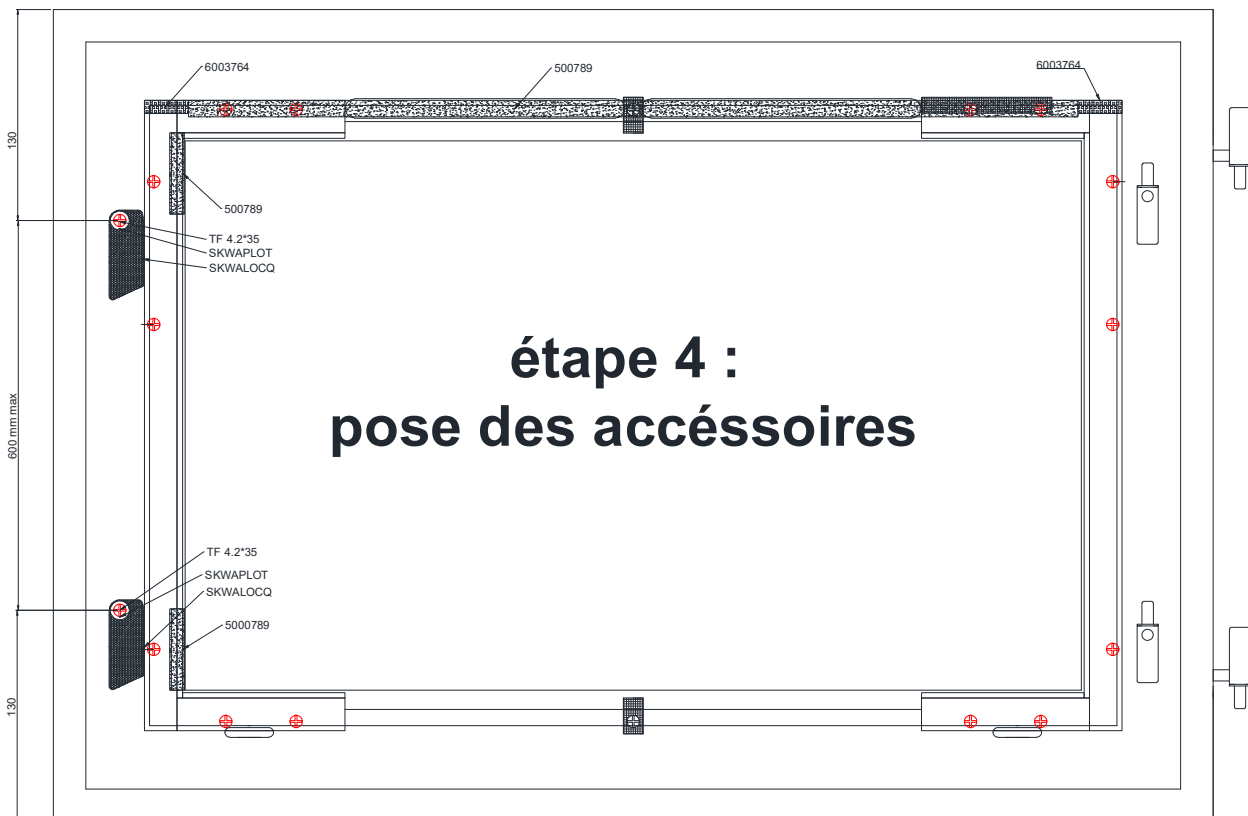 6003764
500789
6003764
130
500789
TF 4.2*35
SKWAPLOT
SKWALOCQ
étape 4 :
pose des accéssoires
600 mm max
TF 4.2*35
SKWAPLOT
SKWALOCQ
5000789
130